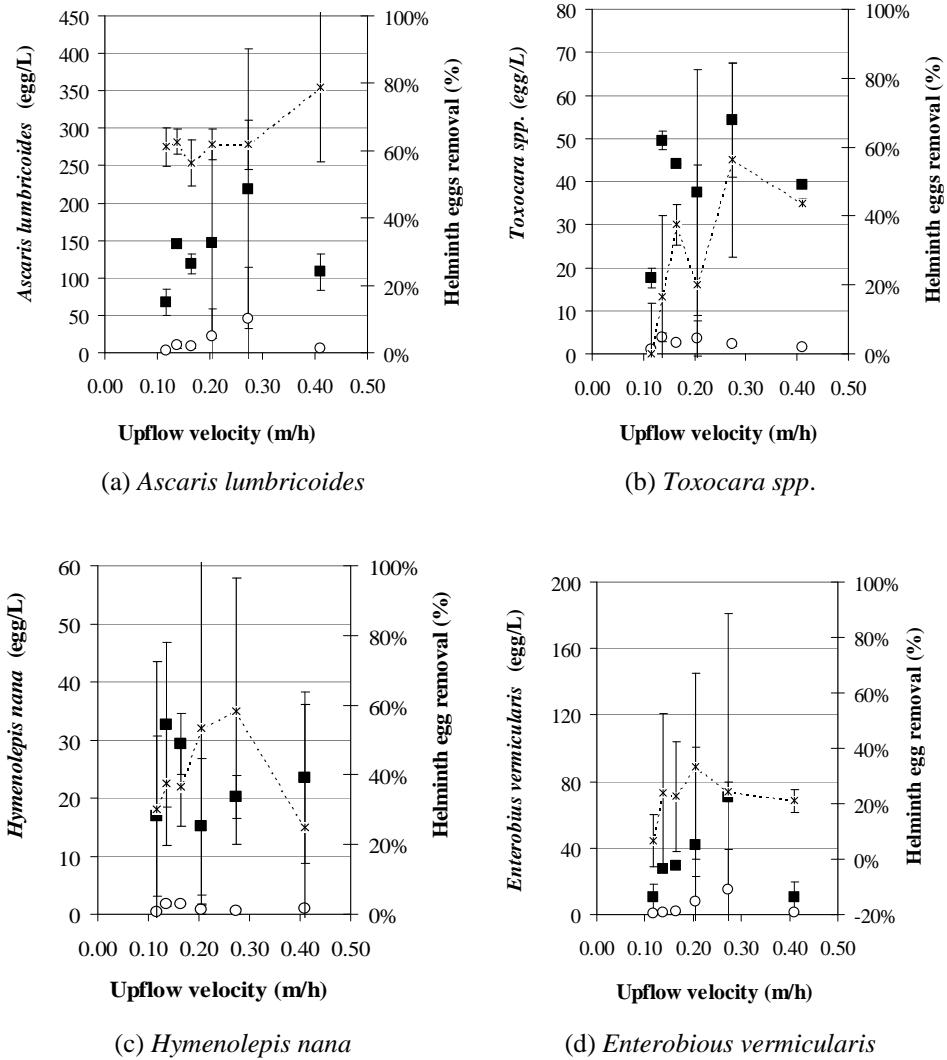 450
400
350
300
250
200
150
100
50
0
100%
80%
60%
40%
20%
0%
0.00 0.10 0.20 0.30 0.40 0.50
Ascaris lumbricoides (egg/L)
Helminth eggs removal (%)
Upflow velocity (m/h)
(a) Ascaris lumbricoides
80
70
60
50
40
30
20
10
0
100%
80%
60%
40%
20%
0%
0.00 0.10 0.20 0.30 0.40 0.50
Toxocara spp. (egg/L)
Helminth eggs removal (%)
Upflow velocity (m/h)
(b) Toxocara spp.
60
50
40
30
20
10
0
100%
80%
60%
40%
20%
0%
0.00 0.10 0.20 0.30 0.40 0.50
Hymenolepis nana (egg/L)
Helminth egg removal (%)
Upflow velocity (m/h)
(c) Hymenolepis nana
200
160
120
80
40
0
100%
80%
60%
40%
20%
0%
-20%
0.00 0.10 0.20 0.30 0.40 0.50
Enterobius vermicularis (egg/L)
Helminth egg removal (%)
Upflow velocity (m/h)
(d) Enterobious vermicularis